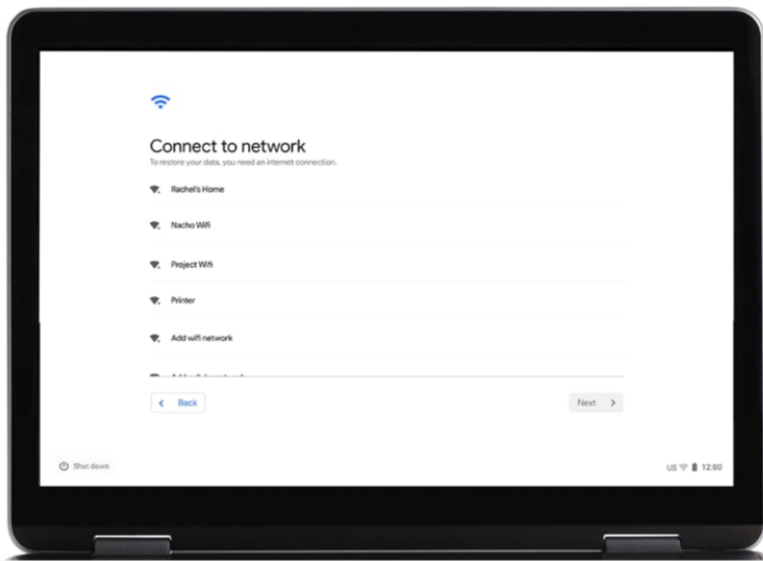 Connect to network
To restore your data, you need an internet connection.
Rachel's Home
Nacho Wifi
Project Wifi
Printer
Add wifi network
Back
Next
Shut down
US 12:00